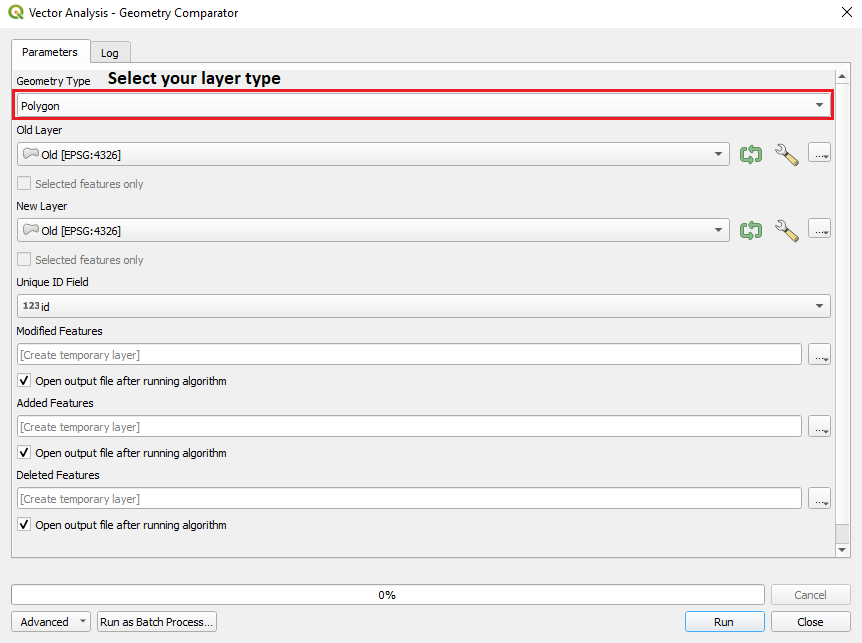 Vector Analysis - Geometry Comparator
Parameters
Log
Geometry Type Select your layer type
Polygon
Old Layer
Old [EPSG:4326]
...
Selected features only
New Layer
Old [EPSG:4326]
...
Selected features only
Unique ID Field
123 id
Modified Features
[Create temporary layer]
...
Open output file after running algorithm
Added Features
[Create temporary layer]
...
Open output file after running algorithm
Deleted Features
[Create temporary layer]
...
Open output file after running algorithm
0%
Cancel
Advanced
Run as Batch Process...
Run
Close